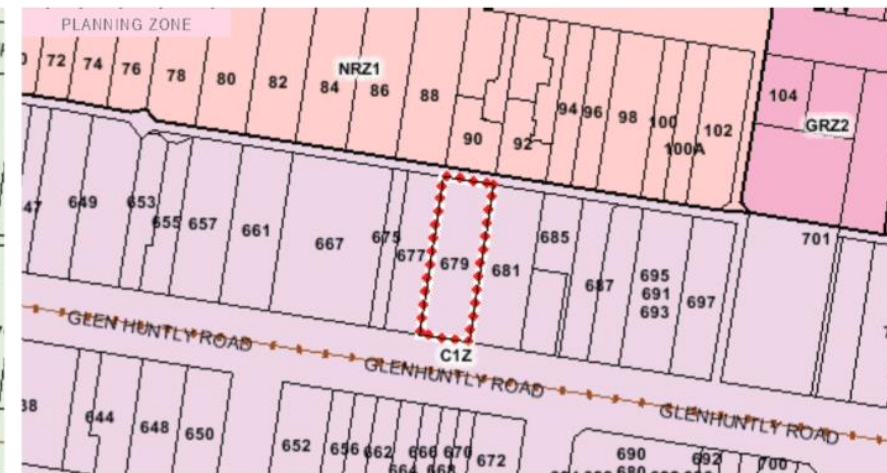 PLANNING ZONE
72 74 76 78 80 82 84 86 88 90 92 94 96 98 100 100A 102 104
NRZ1
GRZ2
47 649 653 655 657 661 667 675 677 679 681 685 687 695 691 693 697 701
C1Z
GLEN HUNTLY ROAD
GLENHUNTLY ROAD
GLENHUNTLY ROAD
38 644 648 650 652 656 662 664 666 668 670 672 690 680 692 700